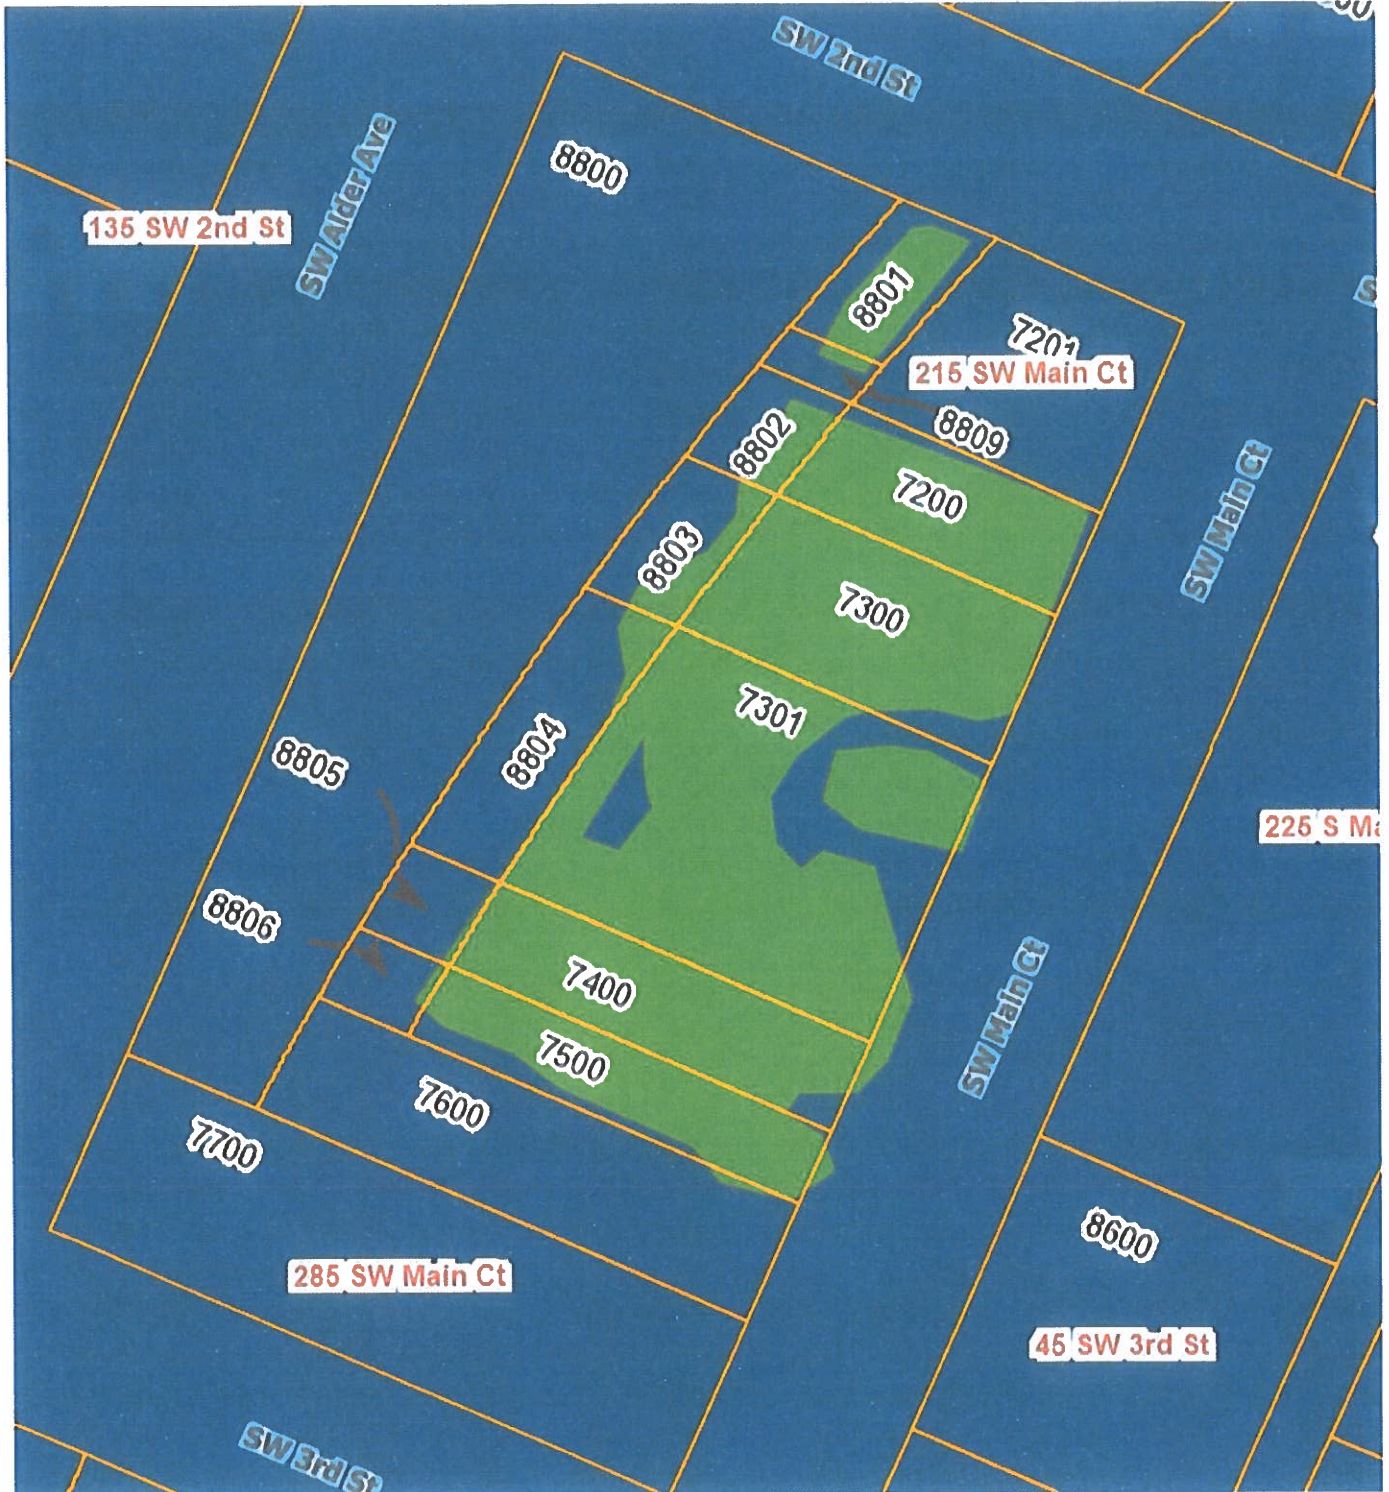 SW 2nd St
8800
135 SW 2nd St
SW Alder Ave
8801
7201
215 SW Main Ct
8809
8802
7200
SW Main Ct
8803
7300
7301
8804
8805
225 S Ma
8806
7400
SW Main Ct
7500
7600
7700
8600
285 SW Main Ct
45 SW 3rd St
SW 3rd St